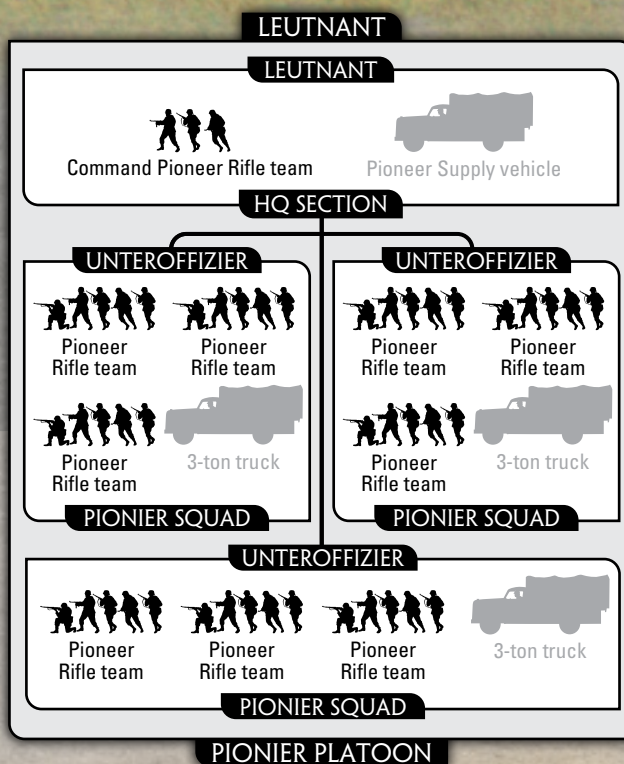 LEUTNANT
LEUTNANT
Command Pioneer Rifle team
Pioneer Supply vehicle
HQ SECTION
UNTEROFFIZIER
Pioneer
Rifle team
Pioneer
Rifle team
Pioneer
Rifle team
3-ton truck
PIONIER SQUAD
UNTEROFFIZIER
Pioneer
Rifle team
Pioneer
Rifle team
Pioneer
Rifle team
3-ton truck
PIONIER SQUAD
UNTEROFFIZIER
Pioneer
Rifle team
Pioneer
Rifle team
Pioneer
Rifle team
3-ton truck
PIONIER SQUAD
PIONIER PLATOON